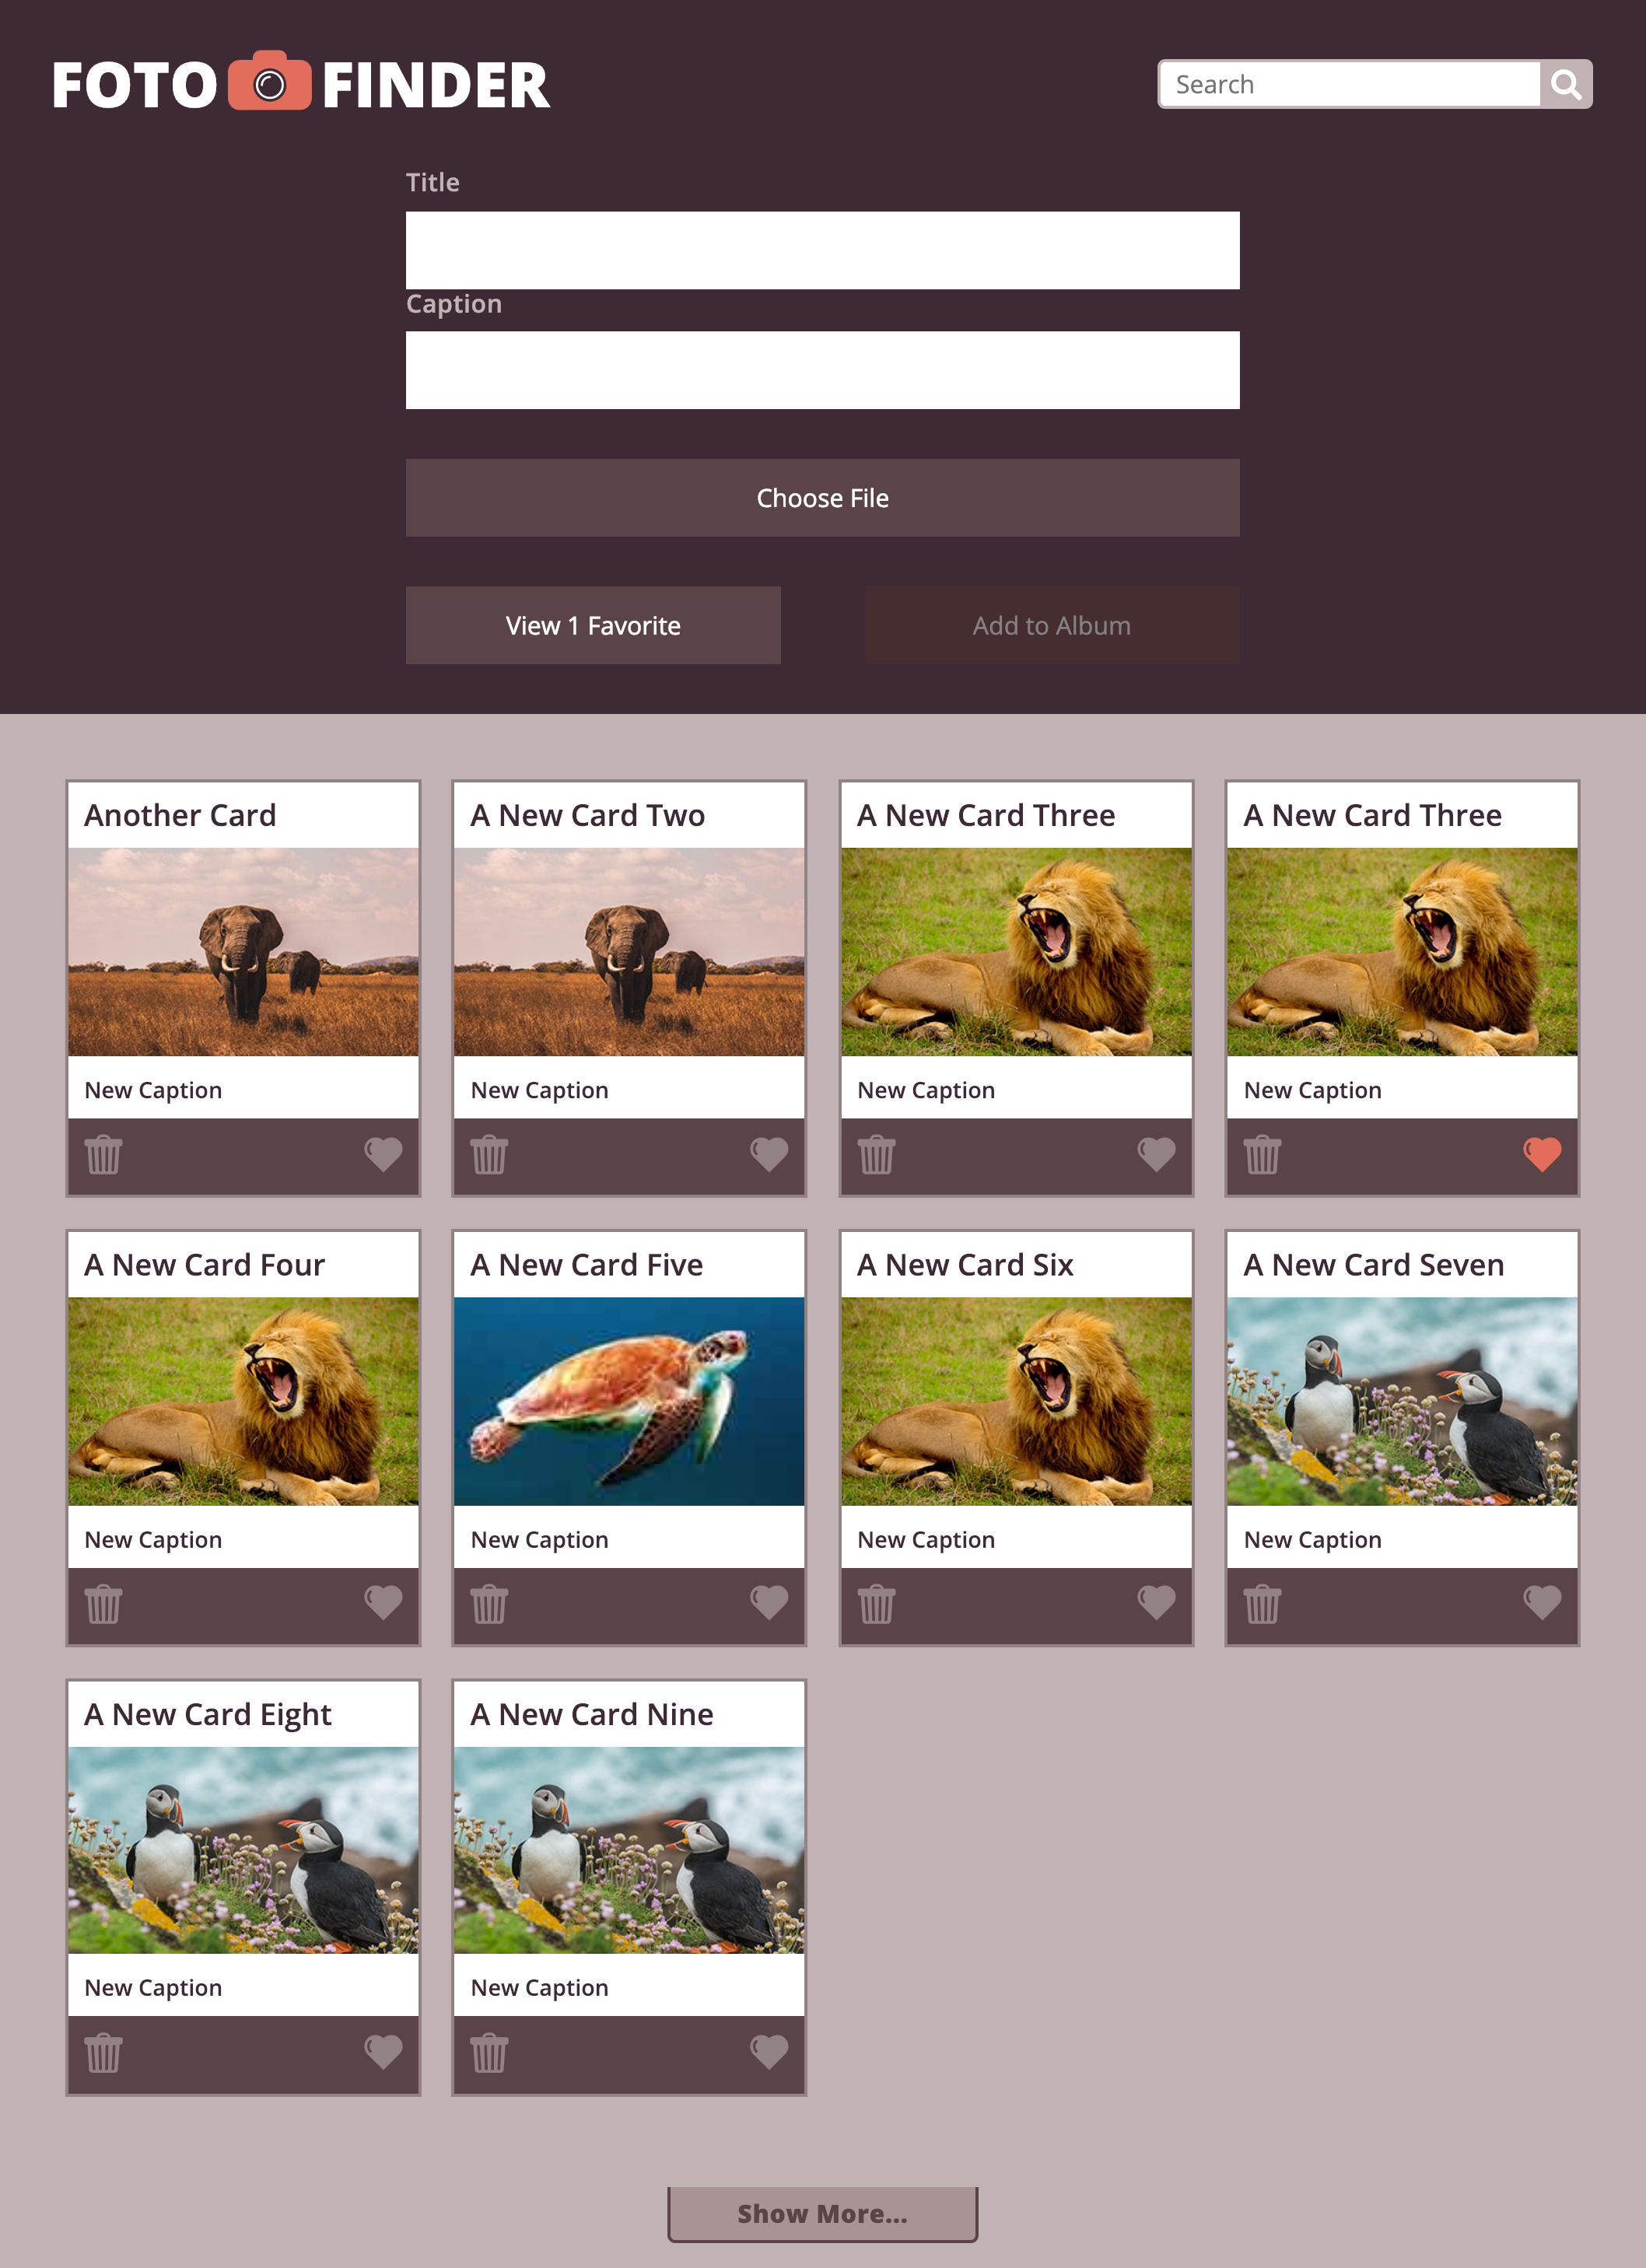 FOTO FINDER
Search
Title
Caption
Choose File
View 1 Favorite
Add to Album
Another Card
New Caption
A New Card Two
New Caption
A New Card Three
New Caption
A New Card Three
New Caption
A New Card Four
New Caption
A New Card Five
New Caption
A New Card Six
New Caption
A New Card Seven
New Caption
A New Card Eight
New Caption
A New Card Nine
New Caption
Show More...